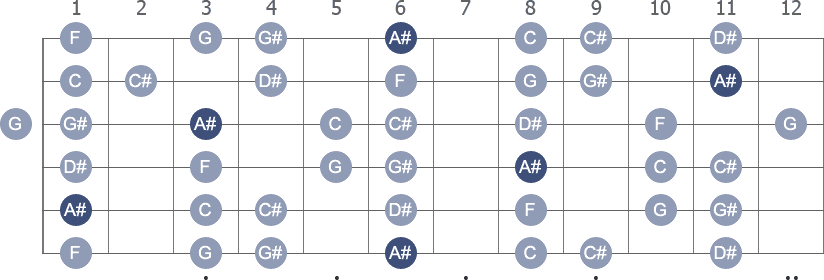 1 2 3 4 5 6 7 8 9 10 11 12
F G G# A# C C# D#
C C# D# F G G# A#
G G# A# C C# D# F G
D# F G G# A# C C#
A# C C# D# F G G#
F G G# A# C C# D#